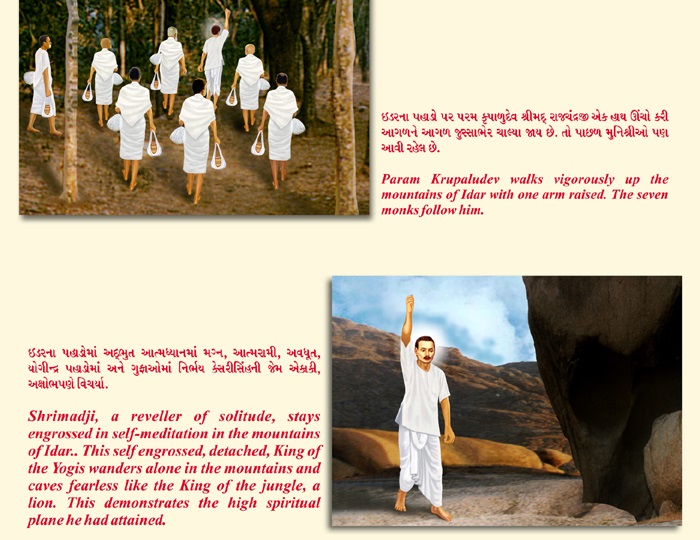 ઇડરના પહાડો પર પરમ કૃપાળુદેવ શ્રીમદ્ રાજચંદ્રજી એક હાથ ઊંચો કરી
આગળને આગળ જુસ્સાભેર ચાલ્યા જાય છે. તો પાછળ મુનિશ્રીઓ પણ
આવી રહેલ છે.
Param Krupaludev walks vigorously up the
mountains of Idar with one arm raised. The seven
monks follow him.
ઇડરના પહાડોમાં અદ્ભુત આત્મધ્યાનમાં મગ્ન, આત્મરામી, અવધૂત,
યોગીન્દ્ર પહાડોમાં અને ગુફાઓમાં નિર્ભય કેસરીસિંહની જેમ એકાકી,
અક્ષોભપણે વિચર્યા.
Shrimadji, a reveller of solitude, stays
engrossed in self-meditation in the mountains
of Idar.. This self engrossed, detached, King of
the Yogis wanders alone in the mountains and
caves fearless like the King of the jungle, a
lion. This demonstrates the high spiritual
plane he had attained.